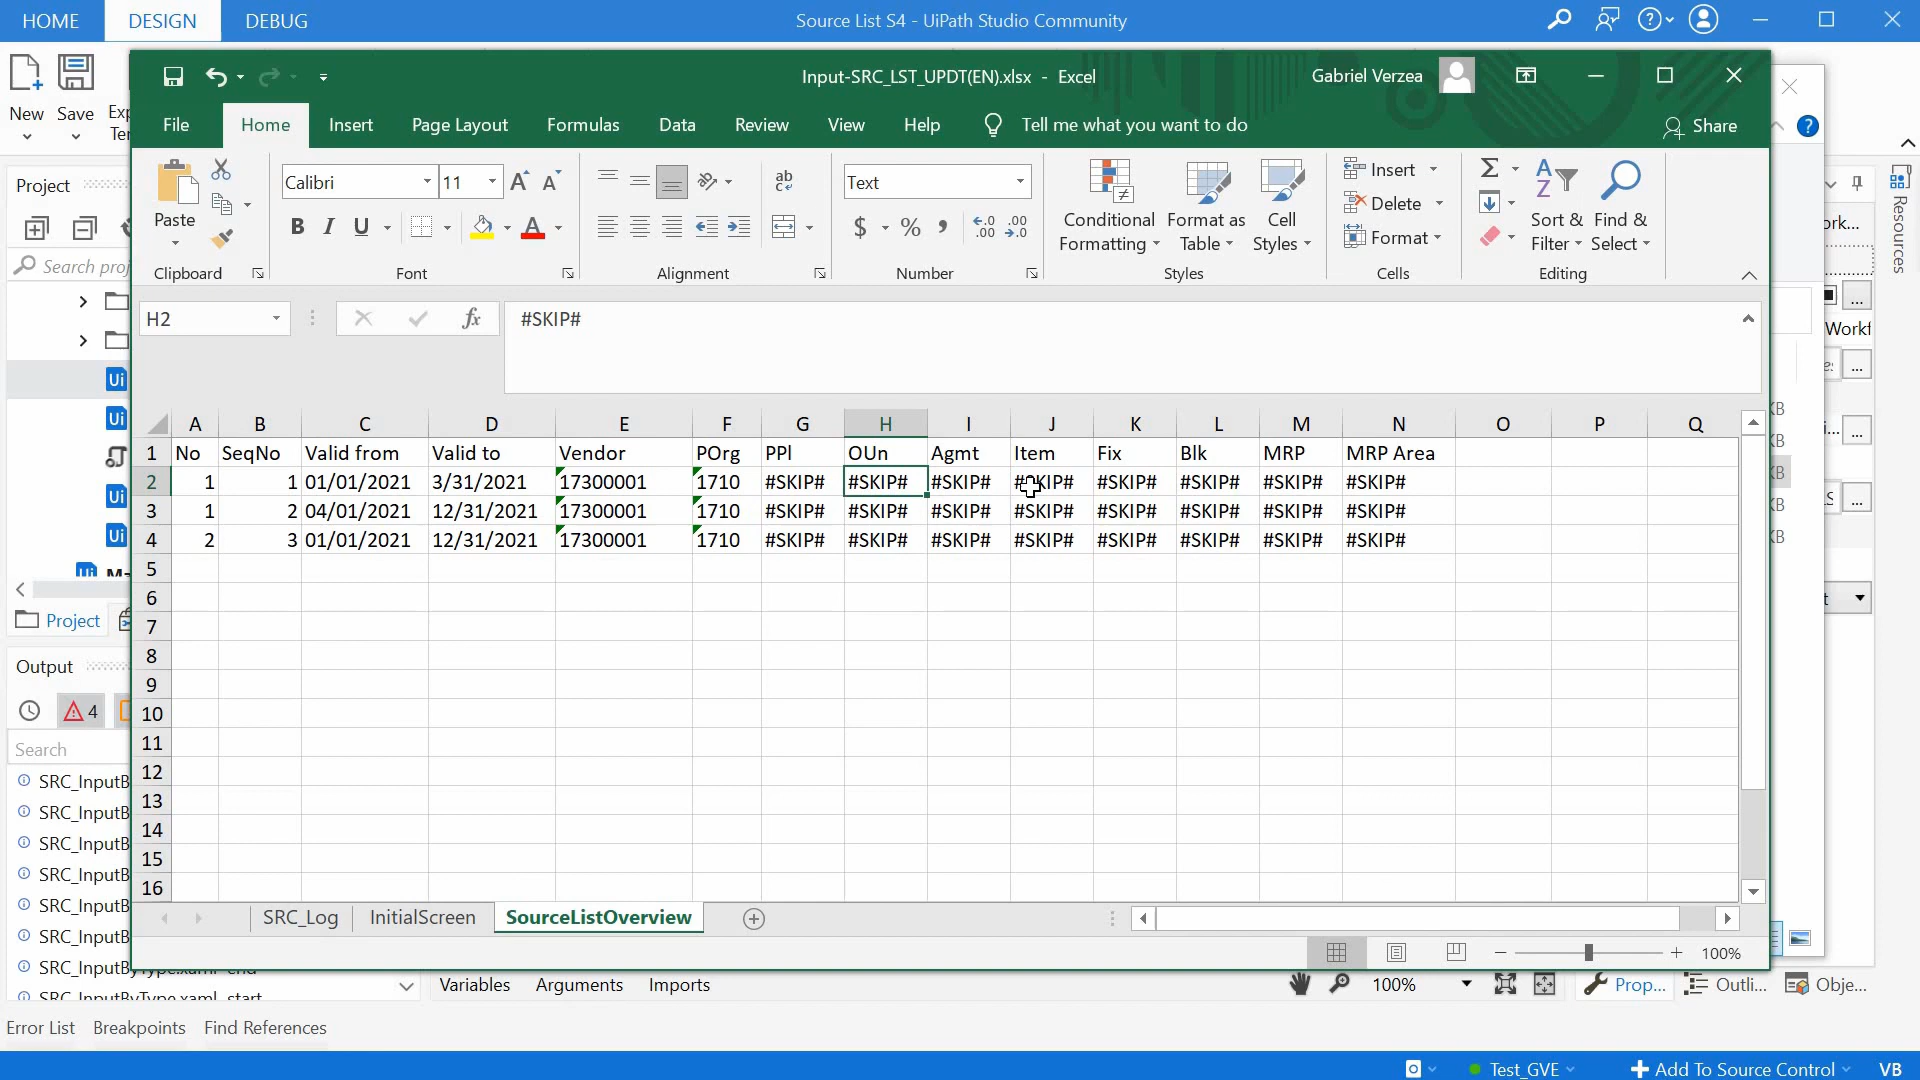 HOME DESIGN DEBUG Source List S4 - UiPath Studio Community
Input-SRC_LST_UPDT(EN).xlsx - Excel Gabriel Verzea
File Home Insert Page Layout Formulas Data Review View Help Tell me what you want to do Share
New Save
Paste
Calibri 11
Text
Conditional Formatting
Format as Table
Cell Styles
Insert
Delete
Format
Sort & Filter
Find & Select
Clipboard Font Alignment Number Styles Cells Editing
Project
Search proj
Resources
H2 #SKIP#
Workf
A B C D E F G H I J K L M N O P Q
1 No SeqNo Valid from Valid to Vendor POrg PPl OUn Agmt Item Fix Blk MRP MRP Area
2 1 1 01/01/2021 3/31/2021 17300001 1710 #SKIP# #SKIP# #SKIP# #SKIP# #SKIP# #SKIP# #SKIP# #SKIP#
3 1 2 04/01/2021 12/31/2021 17300001 1710 #SKIP# #SKIP# #SKIP# #SKIP# #SKIP# #SKIP# #SKIP# #SKIP#
4 2 3 01/01/2021 12/31/2021 17300001 1710 #SKIP# #SKIP# #SKIP# #SKIP# #SKIP# #SKIP# #SKIP# #SKIP#
5
6
7
8
9
10
11
12
13
14
15
16
Project
Output
4
Search
SRC_InputB
SRC_InputB
SRC_InputB
SRC_InputB
SRC_InputB
SRC_InputB
SRC_InputByType.xaml end
SRC_InputByType.xaml start
SRC_Log InitialScreen SourceListOverview
100%
Variables Arguments Imports 100% Prop... Outli... Obje...
Error List Breakpoints Find References
Test_GVE Add To Source Control VB